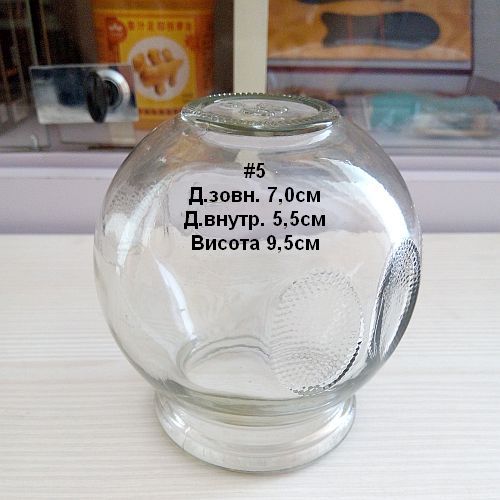 #5
Д.зовн. 7,0см
Д.внутр. 5,5см
Висота 9,5см